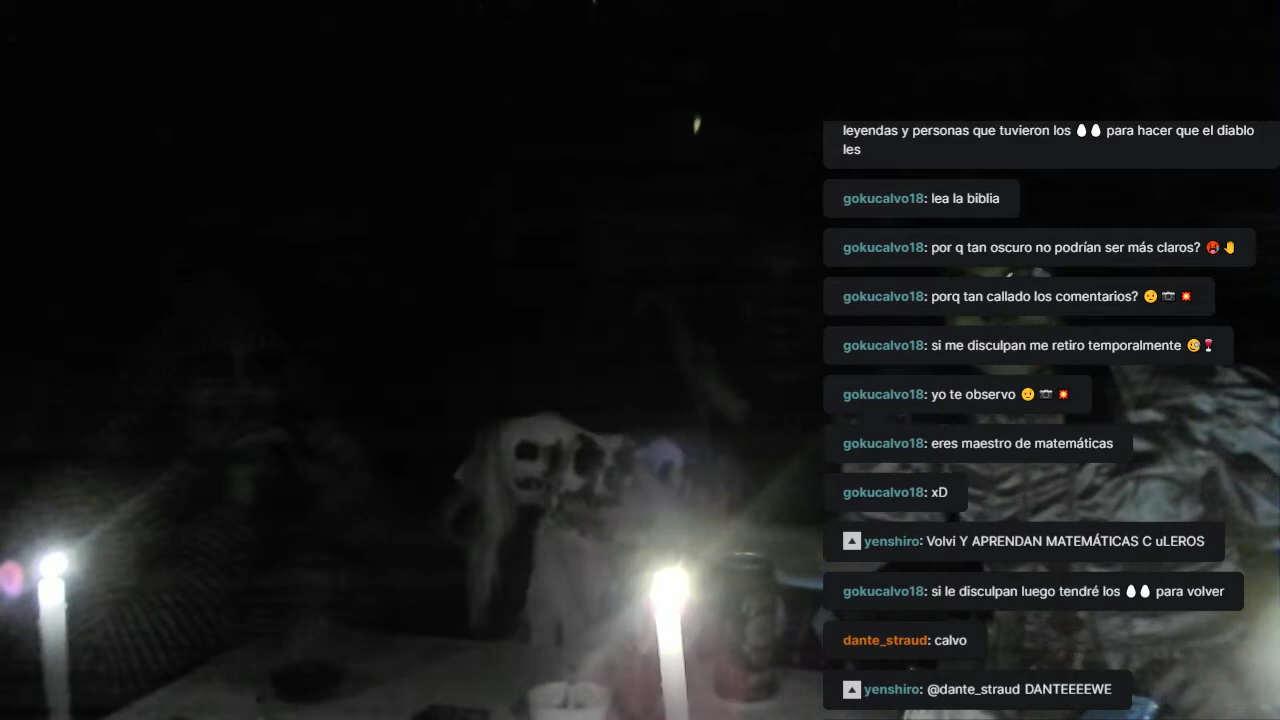 leyendas y personas que tuvieron los 🥚🥚 para hacer que el diablo
les
gokucalvo18: lea la biblia
gokucalvo18: por q tan oscuro no podrían ser más claros? 🥵🤚
gokucalvo18: porq tan callado los comentarios? 🤨📸💥
gokucalvo18: si me disculpan me retiro temporalmente 🧐🍷
gokucalvo18: yo te observo 🤨📸💥
gokucalvo18: eres maestro de matemáticas
gokucalvo18: xD
yenshiro: Volvi Y APRENDAN MATEMÁTICAS C uLEROS
gokucalvo18: si le disculpan luego tendré los 🥚🥚 para volver
dante_straud: calvo
yenshiro: @dante_straud DANTEEEEWE